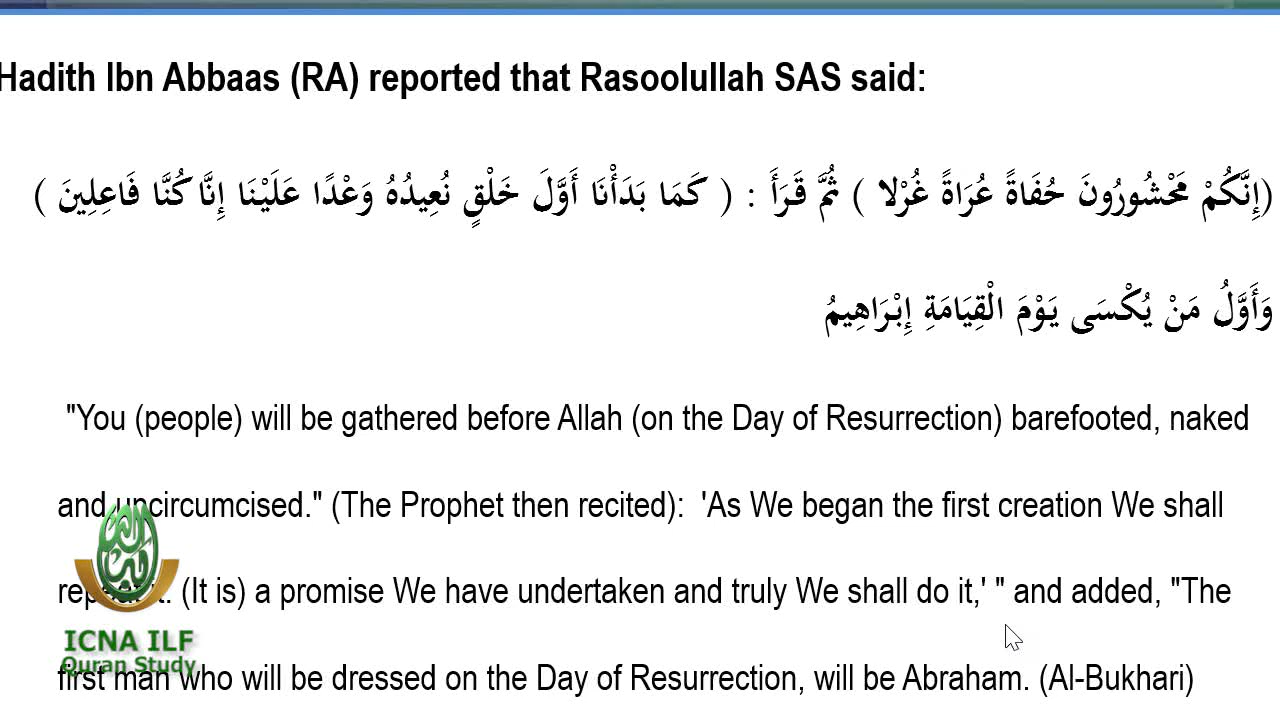 Hadith Ibn Abbaas (RA) reported that Rasoolullah SAS said:
(إِنَّكُمْ مَحْشُورُونَ حُفَاةً عُرَاةً غُرْلا ) ثُمَّ قَرَأَ : ( كَمَا بَدَأْنَا أَوَّلَ خَلْقٍ نُعِيدُهُ وَعْدًا عَلَيْنَا إِنَّا كُنَّا فَاعِلِينَ )
وَأَوَّلُ مَنْ يُكْسَى يَوْمَ الْقِيَامَةِ إِبْرَاهِيمُ
"You (people) will be gathered before Allah (on the Day of Resurrection) barefooted, naked
and uncircumcised." (The Prophet then recited): 'As We began the first creation We shall
repeat it: (It is) a promise We have undertaken and truly We shall do it,' " and added, "The
first man who will be dressed on the Day of Resurrection, will be Abraham. (Al-Bukhari)
ICNA ILF
Quran Study